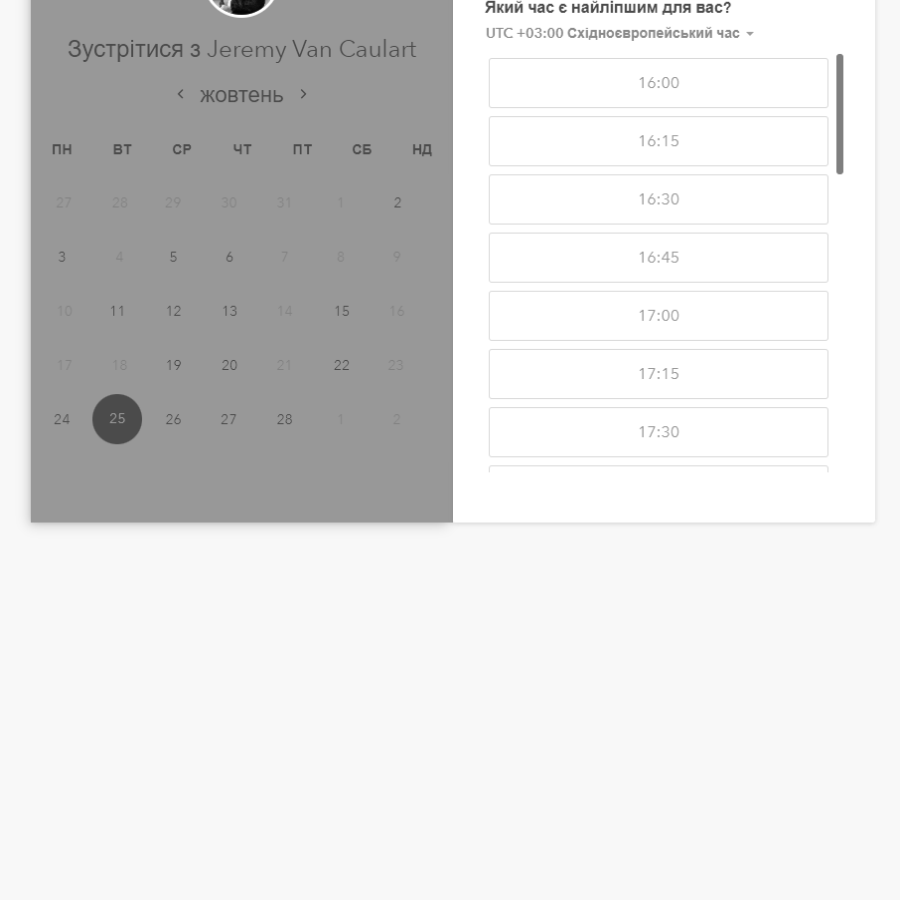 Зустрітися з Jeremy Van Caulart
жовтень
ПН ВТ СР ЧТ ПТ СБ НД
27 28 29 30 31 1 2
3 4 5 6 7 8 9
10 11 12 13 14 15 16
17 18 19 20 21 22 23
24 25 26 27 28 1 2
Який час є найліпшим для вас?
UTC +03:00 Східноєвропейський час
16:00
16:15
16:30
16:45
17:00
17:15
17:30